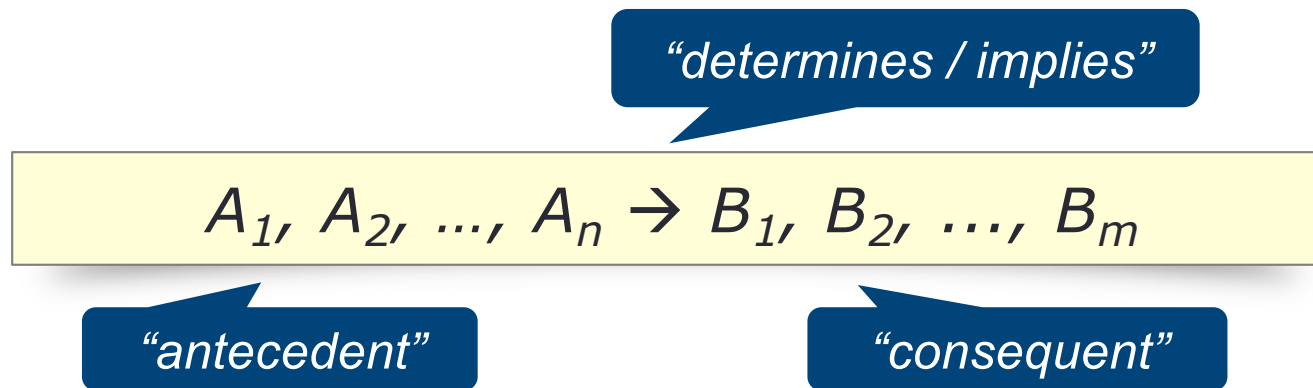 “determines / implies”
A₁, A₂, …, Aₙ → B₁, B₂, ..., Bₘ
“antecedent” “consequent”